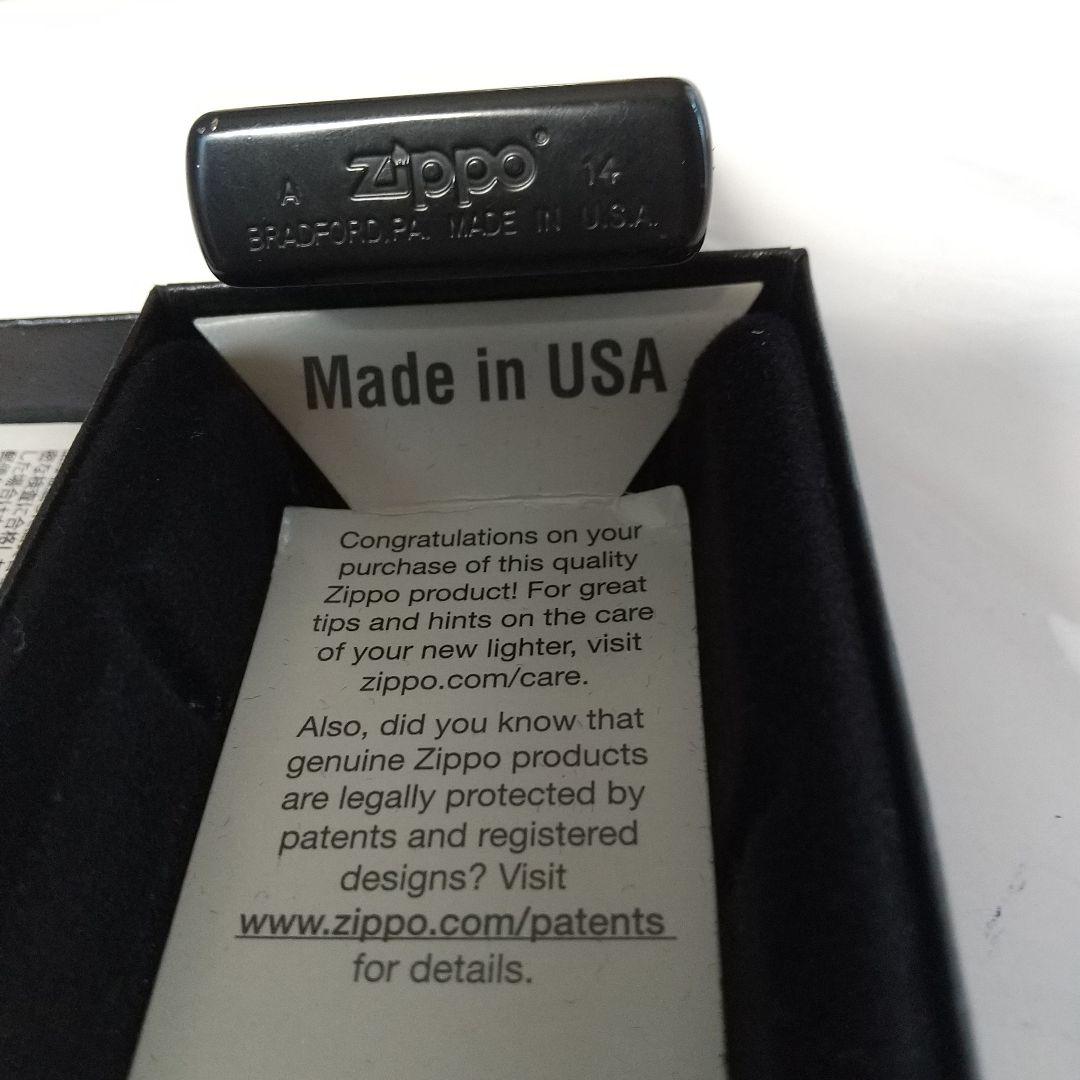 zippo®
A 14
BRADFORD.PA. MADE IN U.S.A.
Made in USA
Congratulations on your
purchase of this quality
Zippo product! For great
tips and hints on the care
of your new lighter, visit
zippo.com/care.
Also, did you know that
genuine Zippo products
are legally protected by
patents and registered
designs? Visit
www.zippo.com/patents
for details.